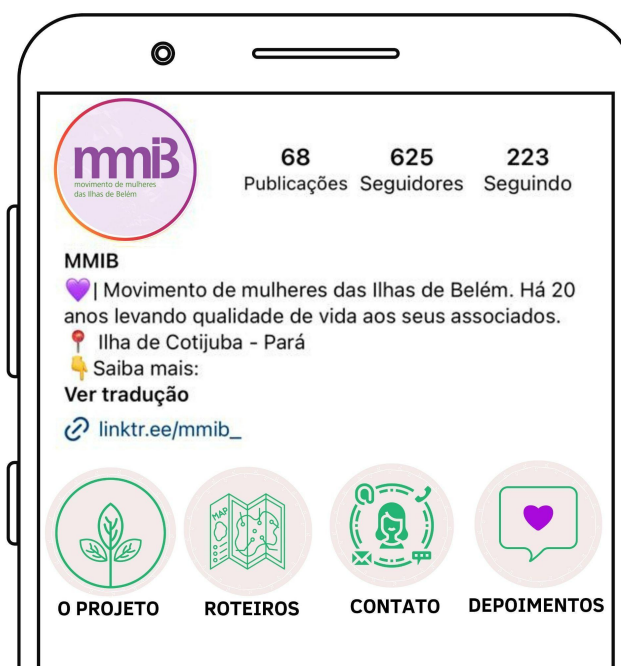 mmiB
movimento de mulheres
das Ilhas de Belém
68 625 223
Publicações Seguidores Seguindo
MMIB
💜| Movimento de mulheres das Ilhas de Belém. Há 20
anos levando qualidade de vida aos seus associados.
📍 Ilha de Cotijuba - Pará
👇Saiba mais:
Ver tradução
linktr.ee/mmib_
MAP
O PROJETO ROTEIROS CONTATO DEPOIMENTOS